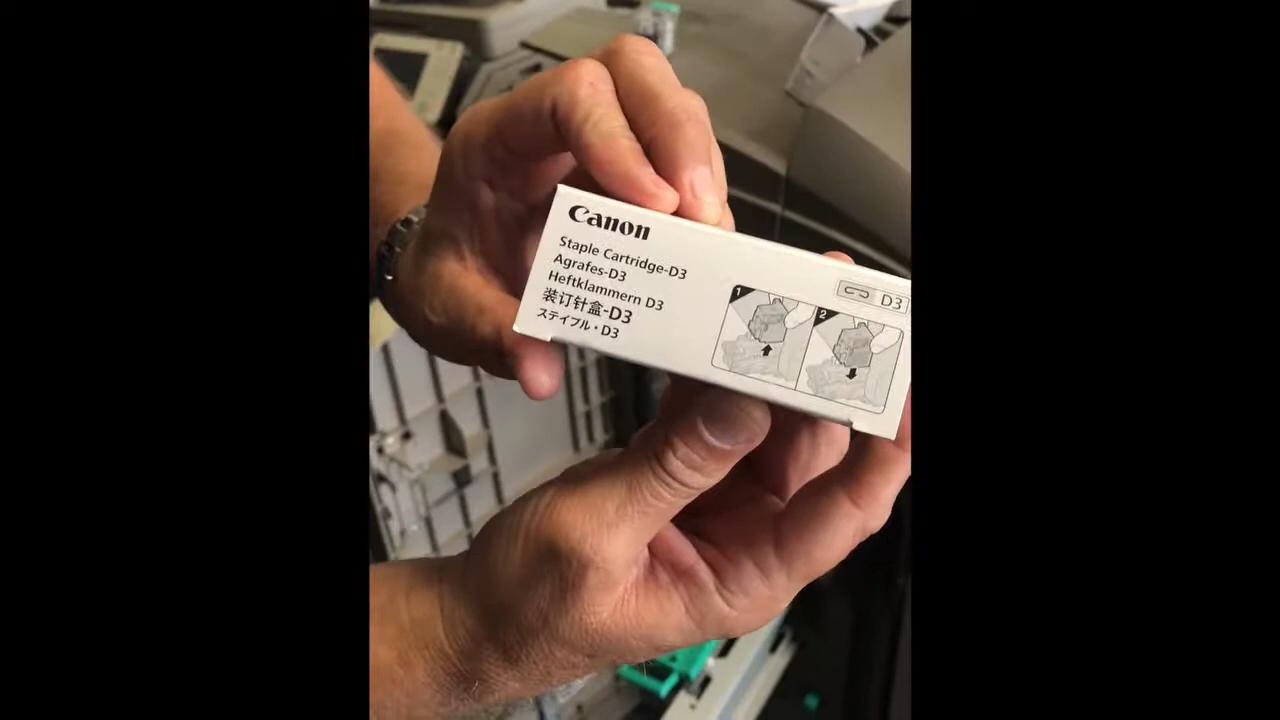 Canon
Staple Cartridge-D3
Agrafes-D3
Heftklammern D3
装订针盒-D3
ステイプル・D3
D3
1
2